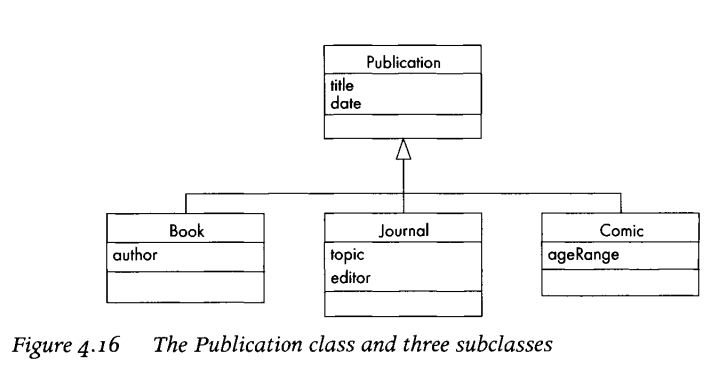 Publication
title
date
Book
author
Journal
topic
editor
Comic
ageRange
Figure 4.16 The Publication class and three subclasses